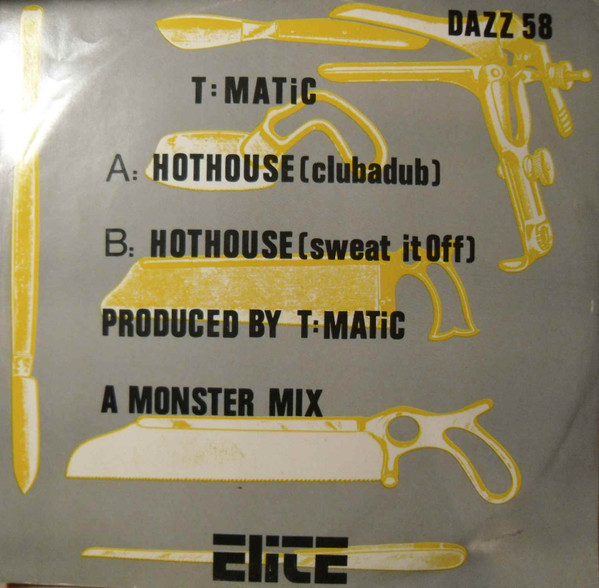 DAZZ 58
T:MATiC
A: HOTHOUSE (clubadub)
B: HOTHOUSE (sweat it Off)
PRODUCED BY T:MATiC
A MONSTER MIX
EliTE